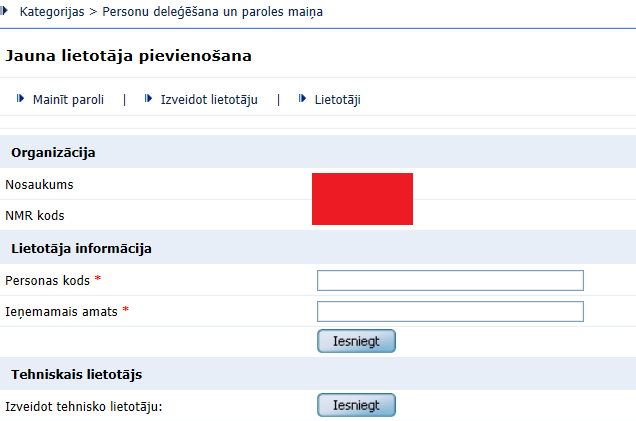 Kategorijas > Personu deleģēšana un paroles maiņa
Jauna lietotāja pievienošana
Mainīt paroli | Izveidot lietotāju | Lietotāji
Organizācija
Nosaukums
NMR kods
Lietotāja informācija
Personas kods *
Ieņemamais amats *
Iesniegt
Tehniskais lietotājs
Izveidot tehnisko lietotāju: Iesniegt